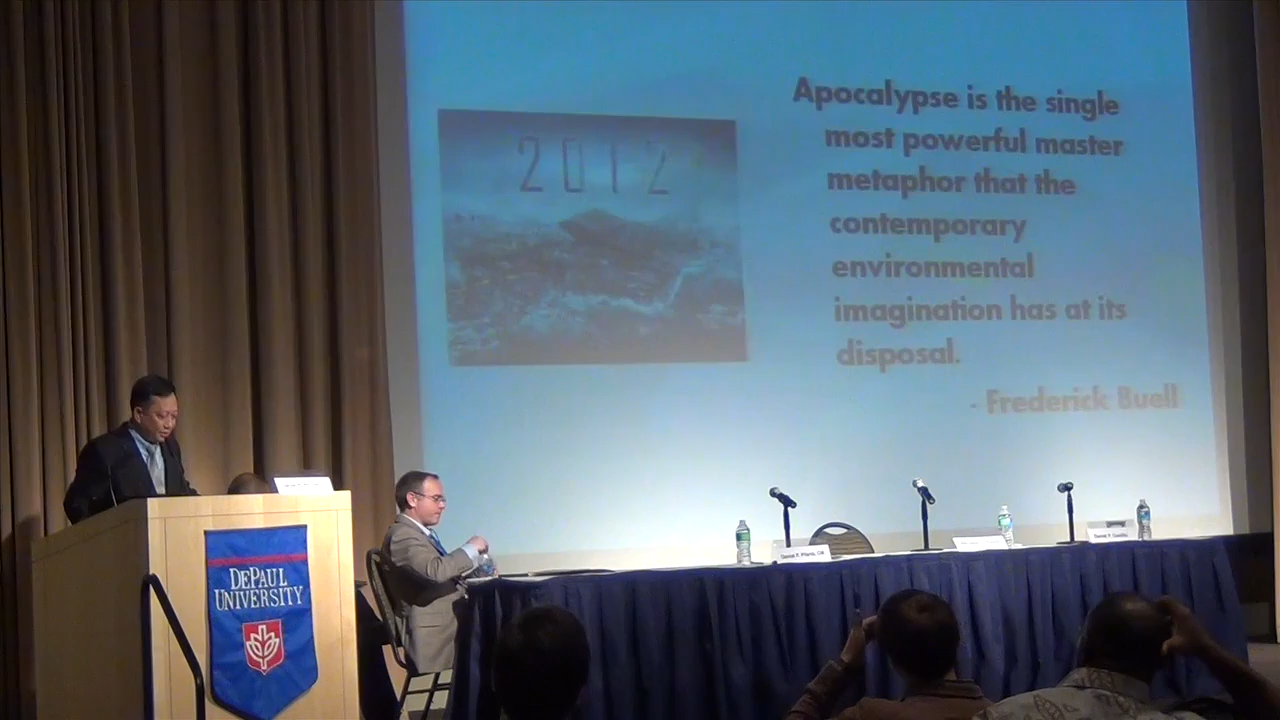 2012
Apocalypse is the single
most powerful master
metaphor that the
contemporary
environmental
imagination has at its
disposal.
- Frederick Buell
DEPAUL
UNIVERSITY